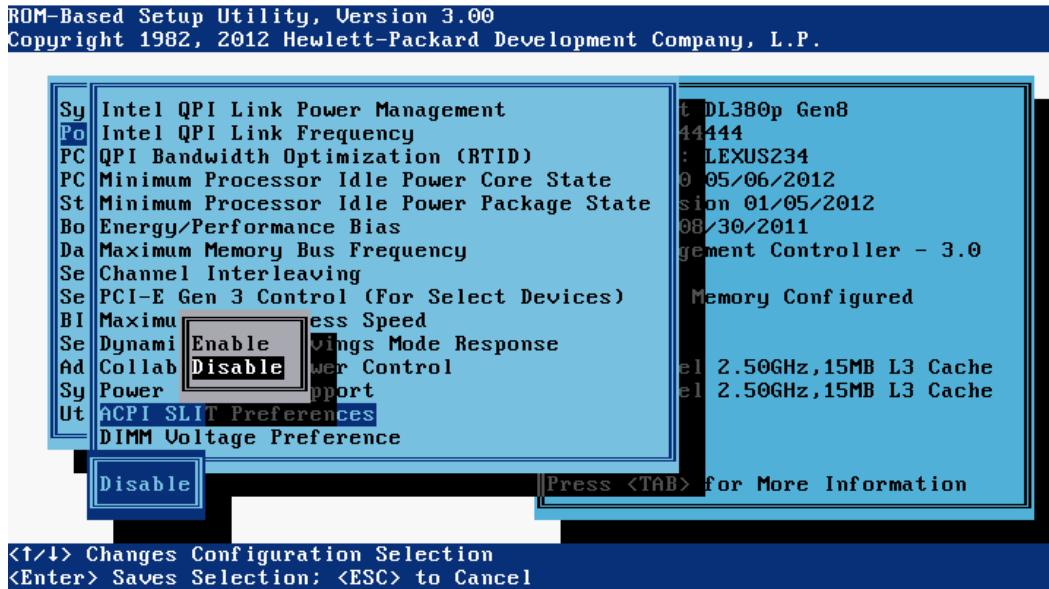 ROM-Based Setup Utility, Version 3.00
Copyright 1982, 2012 Hewlett-Packard Development Company, L.P.
Sy Intel QPI Link Power Management t DL380p Gen8
Po Intel QPI Link Frequency 44444
PC QPI Bandwidth Optimization (RTID) : LEXUS234
PC Minimum Processor Idle Power Core State 0 05/06/2012
St Minimum Processor Idle Power Package State sion 01/05/2012
Bo Energy/Performance Bias 08/30/2011
Da Maximum Memory Bus Frequency gement Controller - 3.0
Se Channel Interleaving
Se PCI-E Gen 3 Control (For Select Devices) Memory Configured
BI Maximu ess Speed
Se Dynami Enable vings Mode Response
Ad Collab Disable wer Control el 2.50GHz,15MB L3 Cache
Sy Power pport el 2.50GHz,15MB L3 Cache
Ut ACPI SLIT Preferences
DIMM Voltage Preference
Disable Press <TAB> for More Information
<↑/↓> Changes Configuration Selection
<Enter> Saves Selection; <ESC> to Cancel